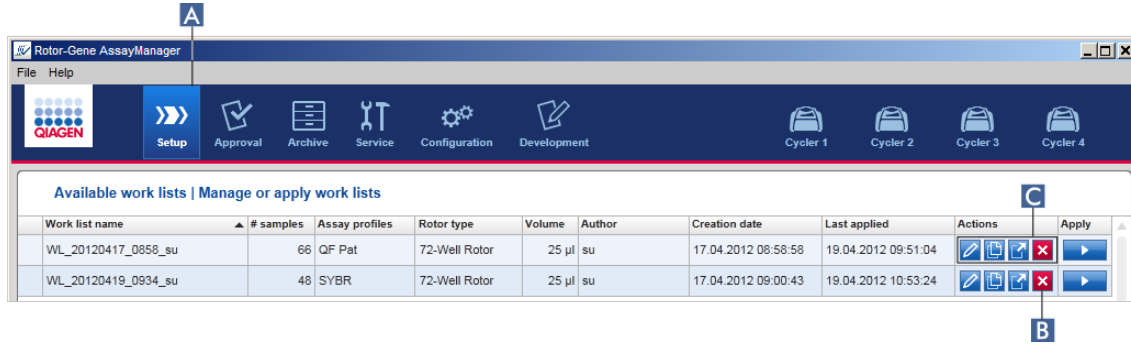 A
Rotor-Gene AssayManager
File Help
QIAGEN
Setup Approval Archive Service Configuration Development Cycler 1 Cycler 2 Cycler 3 Cycler 4
Available work lists | Manage or apply work lists
C
Work list name # samples Assay profiles Rotor type Volume Author Creation date Last applied Actions Apply
WL_20120417_0858_su 66 QF Pat 72-Well Rotor 25 µl su 17.04.2012 08:58:58 19.04.2012 09:51:04
WL_20120419_0934_su 48 SYBR 72-Well Rotor 25 µl su 17.04.2012 09:00:43 19.04.2012 10:53:24
B